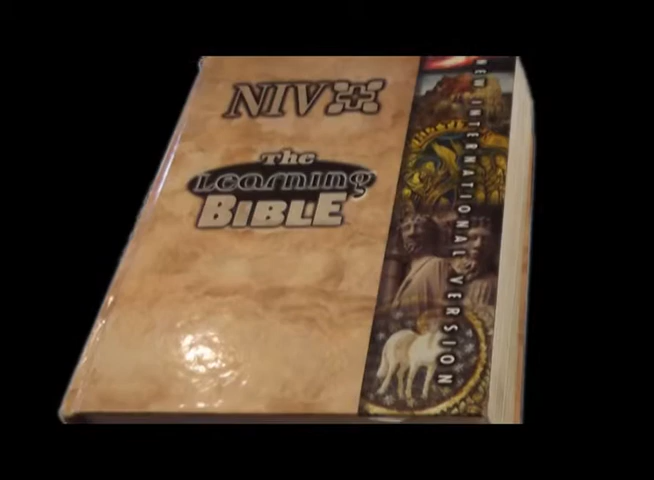 NIV
The
Learning
BIBLE
NEW INTERNATIONAL VERSION